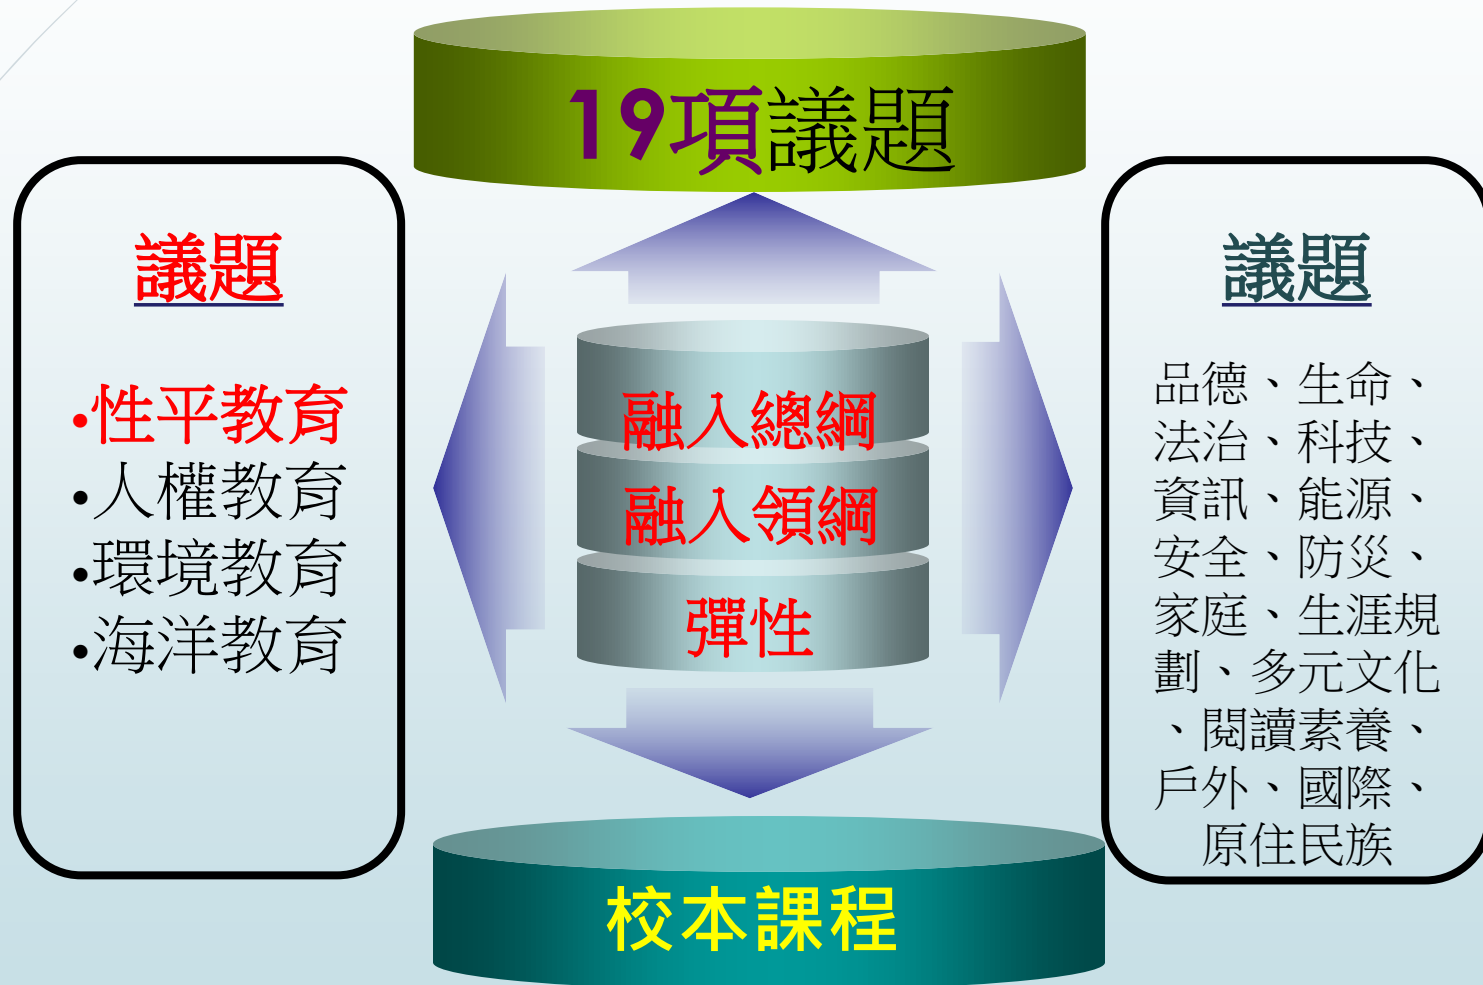 19項議題
議題
•性平教育
•人權教育
•環境教育
•海洋教育
融入總綱
融入領綱
彈性
議題
品德、生命、
法治、科技、
資訊、能源、
安全、防災、
家庭、生涯規
劃、多元文化
、閱讀素養、
戶外、國際、
原住民族
校本課程